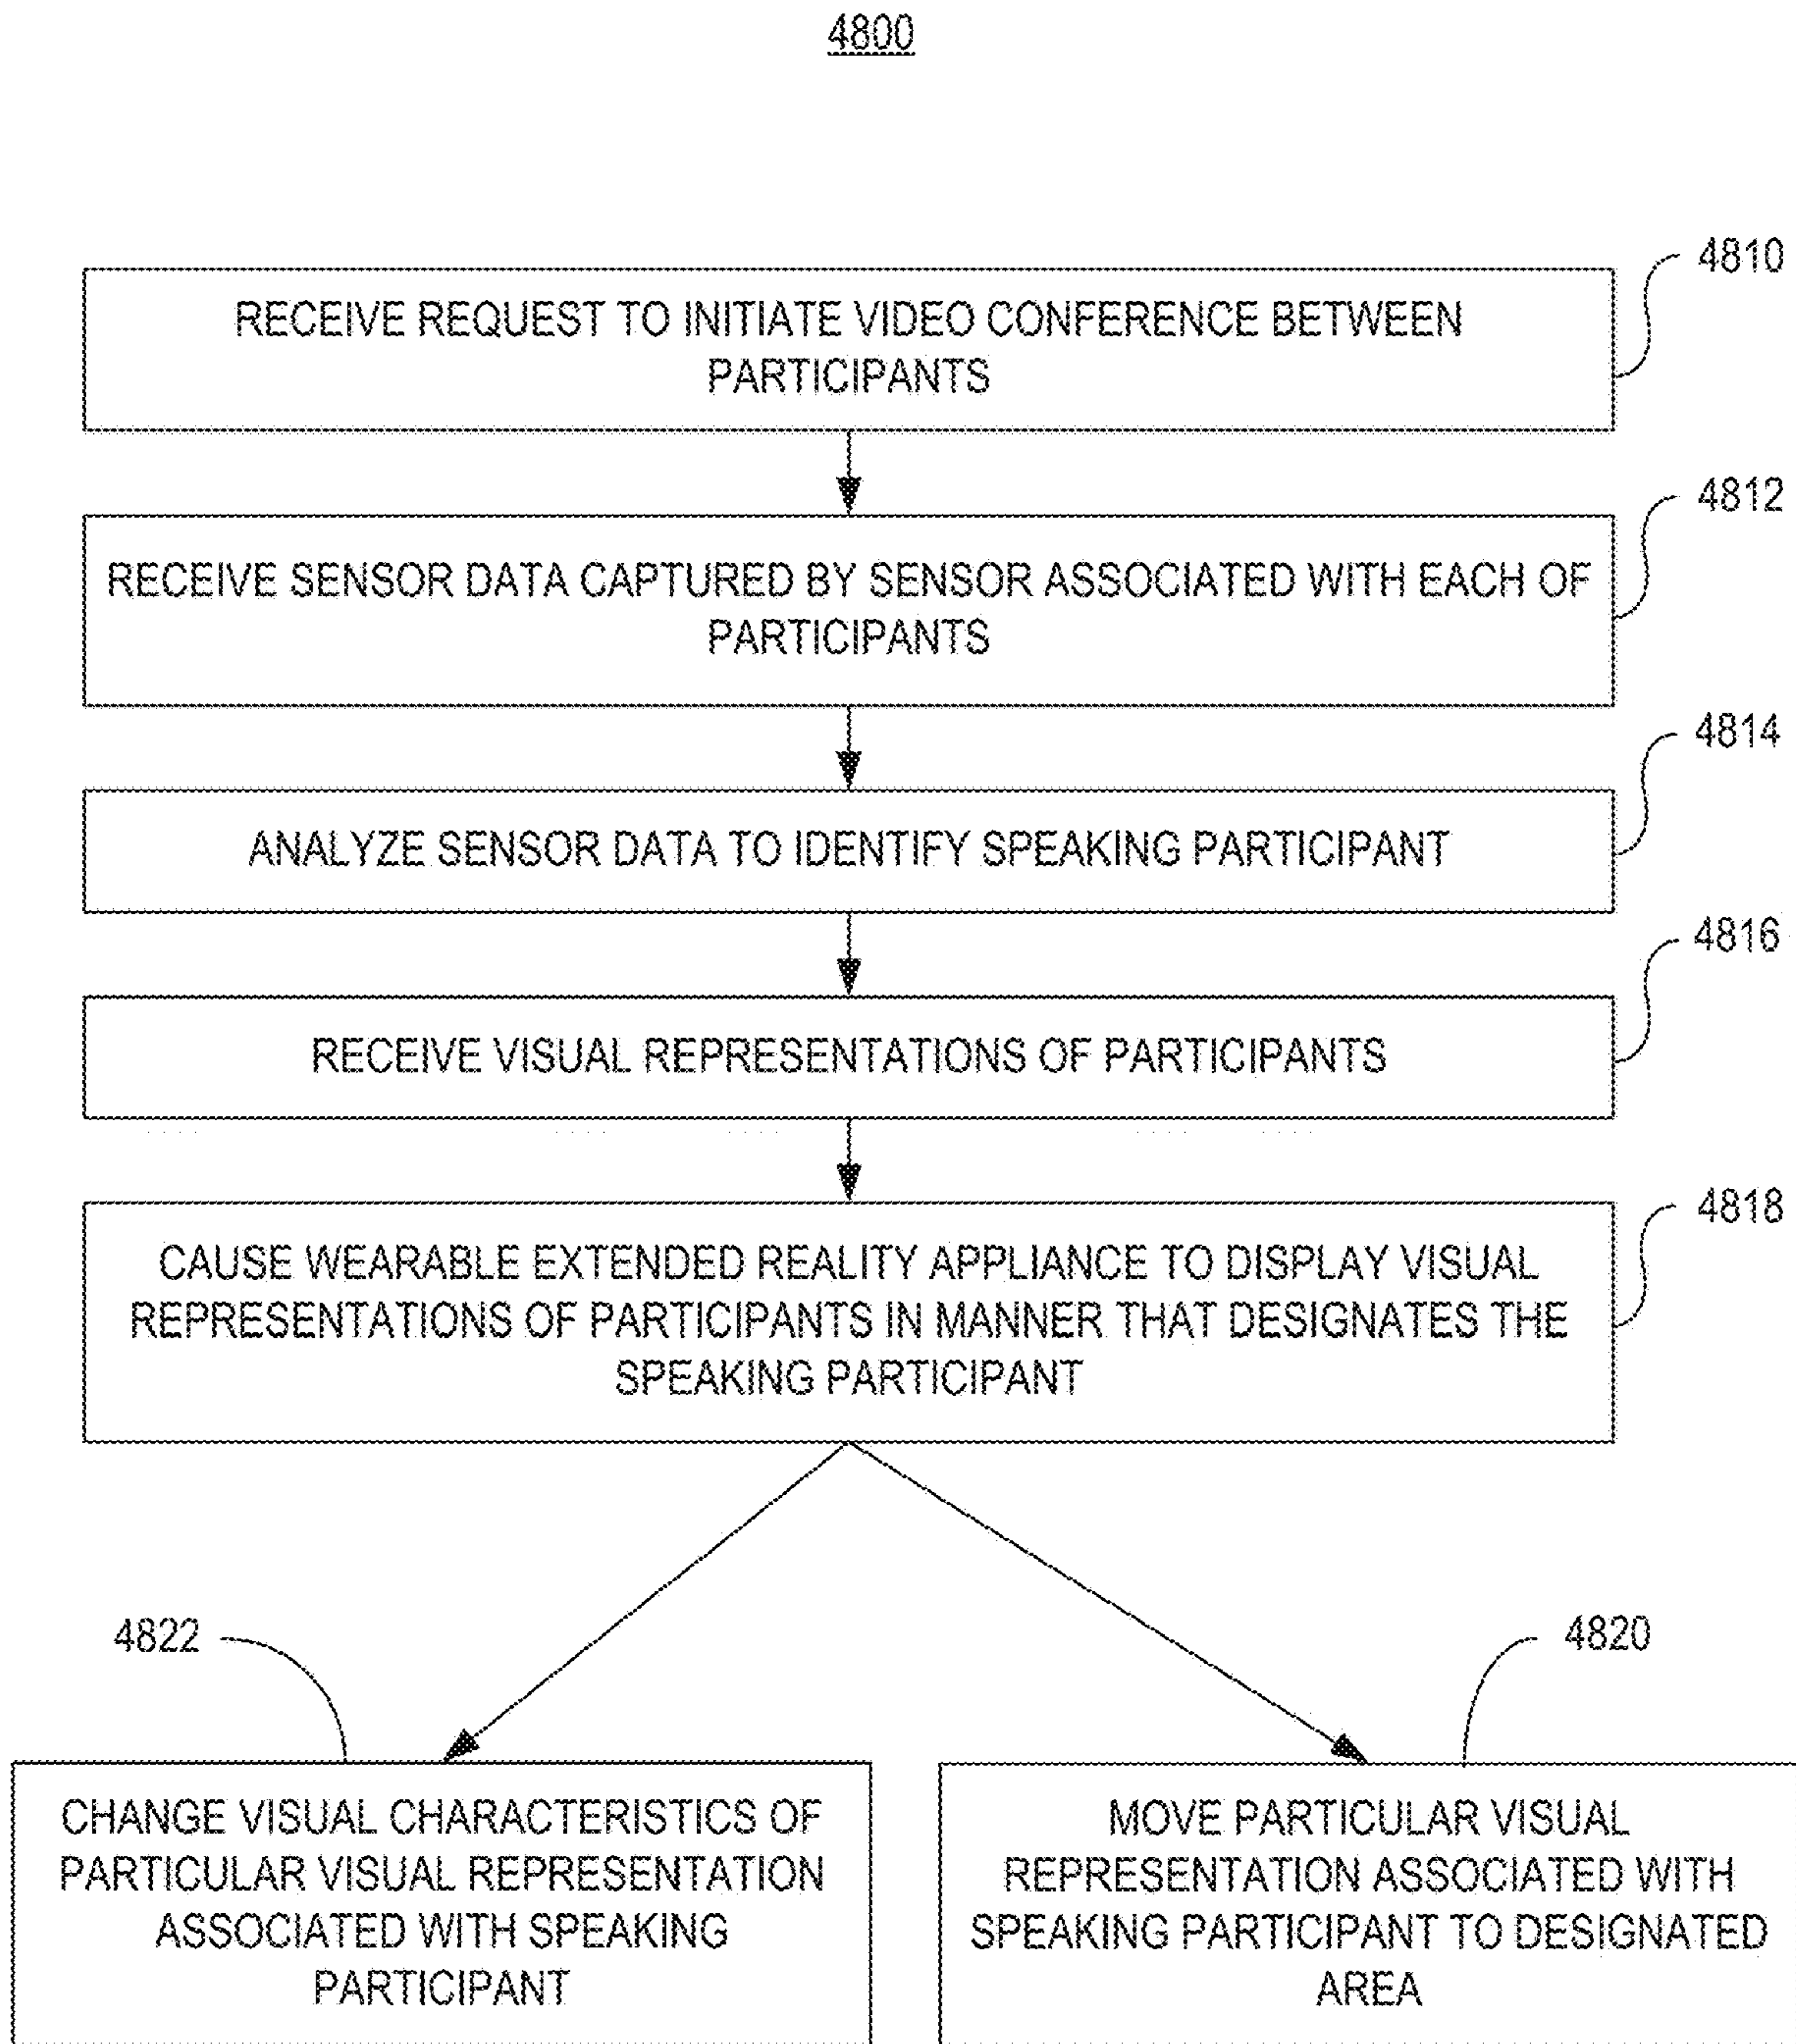 4800
4810
RECEIVE REQUEST TO INITIATE VIDEO CONFERENCE BETWEEN
PARTICIPANTS
4812
RECEIVE SENSOR DATA CAPTURED BY SENSOR ASSOCIATED WITH EACH OF
PARTICIPANTS
4814
ANALYZE SENSOR DATA TO IDENTIFY SPEAKING PARTICIPANT
4816
RECEIVE VISUAL REPRESENTATIONS OF PARTICIPANTS
4818
CAUSE WEARABLE EXTENDED REALITY APPLIANCE TO DISPLAY VISUAL
REPRESENTATIONS OF PARTICIPANTS IN MANNER THAT DESIGNATES THE
SPEAKING PARTICIPANT
4822
CHANGE VISUAL CHARACTERISTICS OF
PARTICULAR VISUAL REPRESENTATION
ASSOCIATED WITH SPEAKING
PARTICIPANT
4820
MOVE PARTICULAR VISUAL
REPRESENTATION ASSOCIATED WITH
SPEAKING PARTICIPANT TO DESIGNATED
AREA